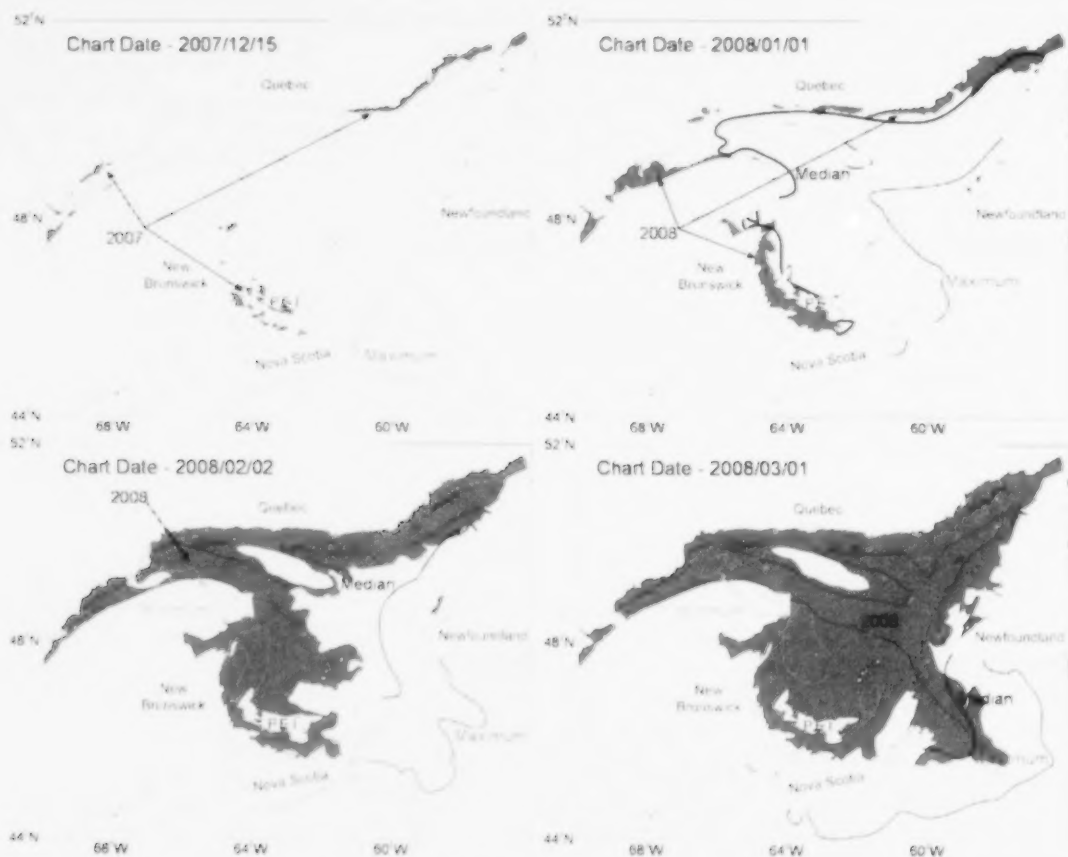 52°N
Chart Date - 2007/12/15
Quebec
48°N
Newfoundland
2007
New
Brunswick
P.E.I.
Nova Scotia
Maximum
44°N
68°W
64°W
60°W
52°N
Chart Date - 2008/01/01
Quebec
Median
48°N
Newfoundland
2008
New
Brunswick
Maximum
P.E.I.
Nova Scotia
44°N
68°W
64°W
60°W
52°N
Chart Date - 2008/02/02
2008
Quebec
Median
48°N
Newfoundland
New
Brunswick
P.E.I.
Maximum
Nova Scotia
44°N
68°W
64°W
60°W
52°N
Chart Date - 2008/03/01
Quebec
2008
48°N
Newfoundland
New
Brunswick
Median
P.E.I.
Maximum
Nova Scotia
44°N
68°W
64°W
60°W